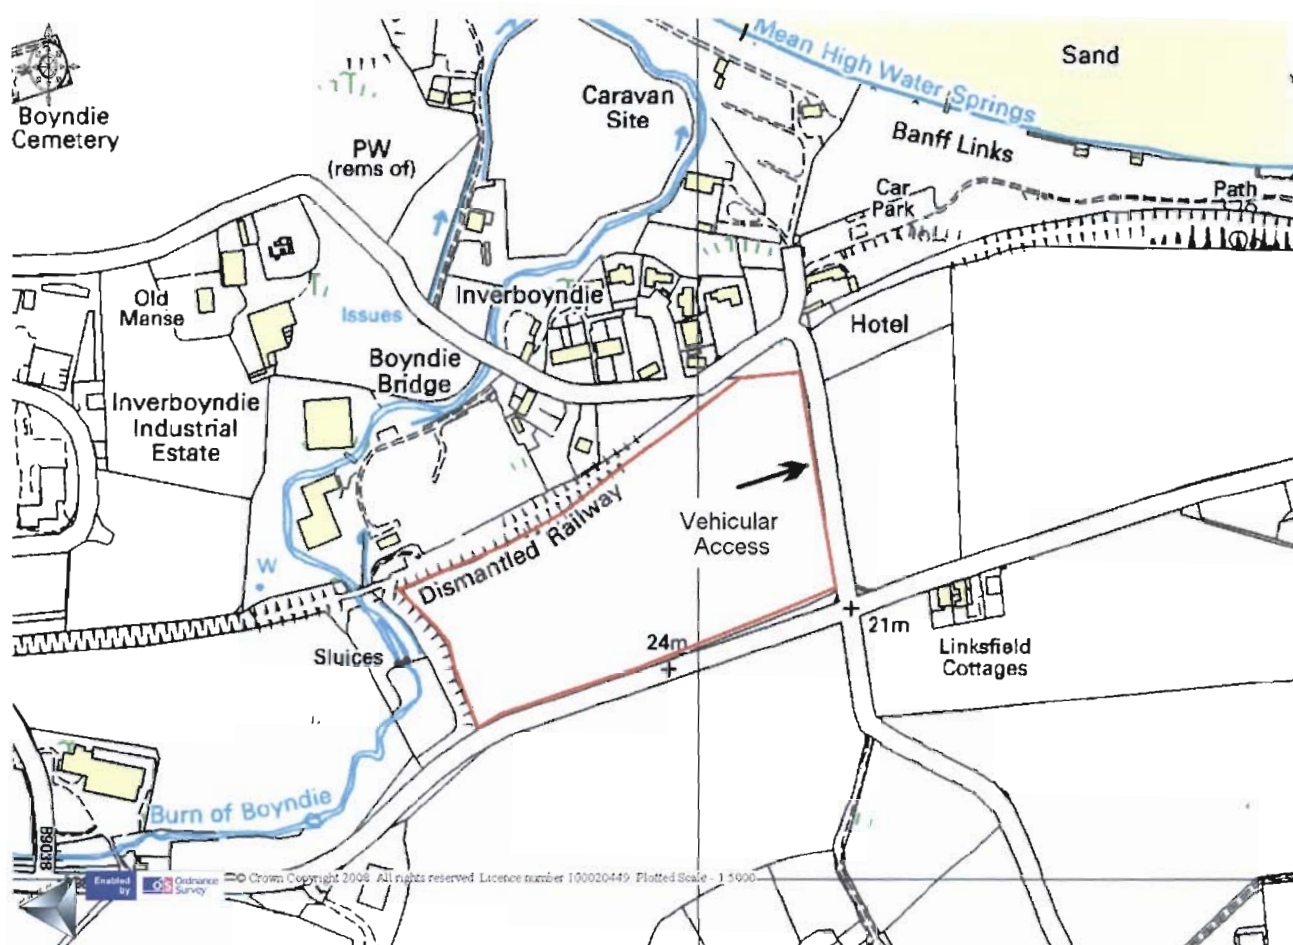 Mean High Water Springs
Sand
Boyndie
Cemetery
Caravan
Site
PW
(rems of)
Banff Links
Car
Park
Path
Old
Manse
Issues
Inverboyndie
Hotel
Boyndie
Bridge
Inverboyndie
Industrial
Estate
Vehicular
Access
Dismantled Railway
W
24m
21m
Sluices
Linksfield
Cottages
Burn of Boyndie
B9038
Enabled
by
OS
Ordnance
Survey
© Crown Copyright 2008. All rights reserved. Licence number 100020449. Plotted Scale - 1:5000